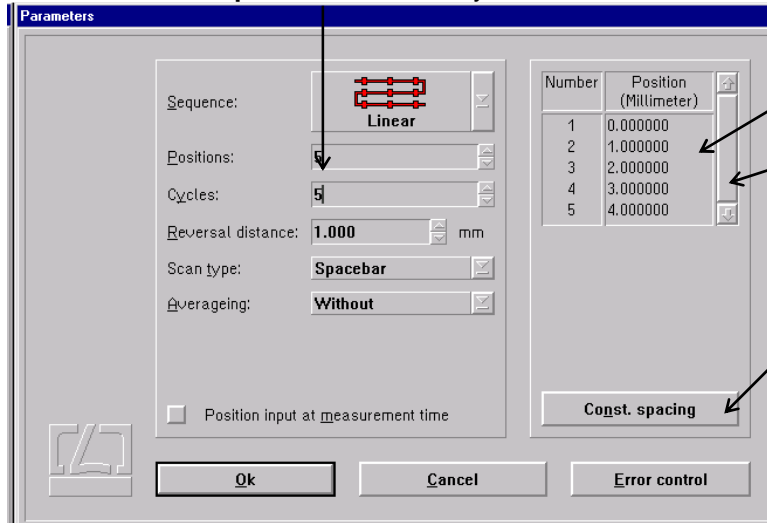 Parameters
Sequence:
Linear
Positions: 5
Cycles: 5
Reversal distance: 1.000 mm
Scan type: Spacebar
Averageing: Without
Position input at measurement time
Number Position
(Millimeter)
1 0.000000
2 1.000000
3 2.000000
4 3.000000
5 4.000000
Const. spacing
Ok Cancel Error control